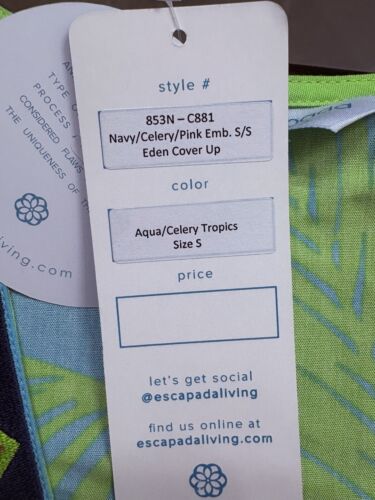 style #
853N – C881
Navy/Celery/Pink Emb. S/S
Eden Cover Up
color
Aqua/Celery Tropics
Size S
price
let's get social
@escapadaliving
find us online at
escapadaliving.com
TYPE
PROCESS
CONSIDERED FLAWS
THE UNIQUENESS OF
iving.com